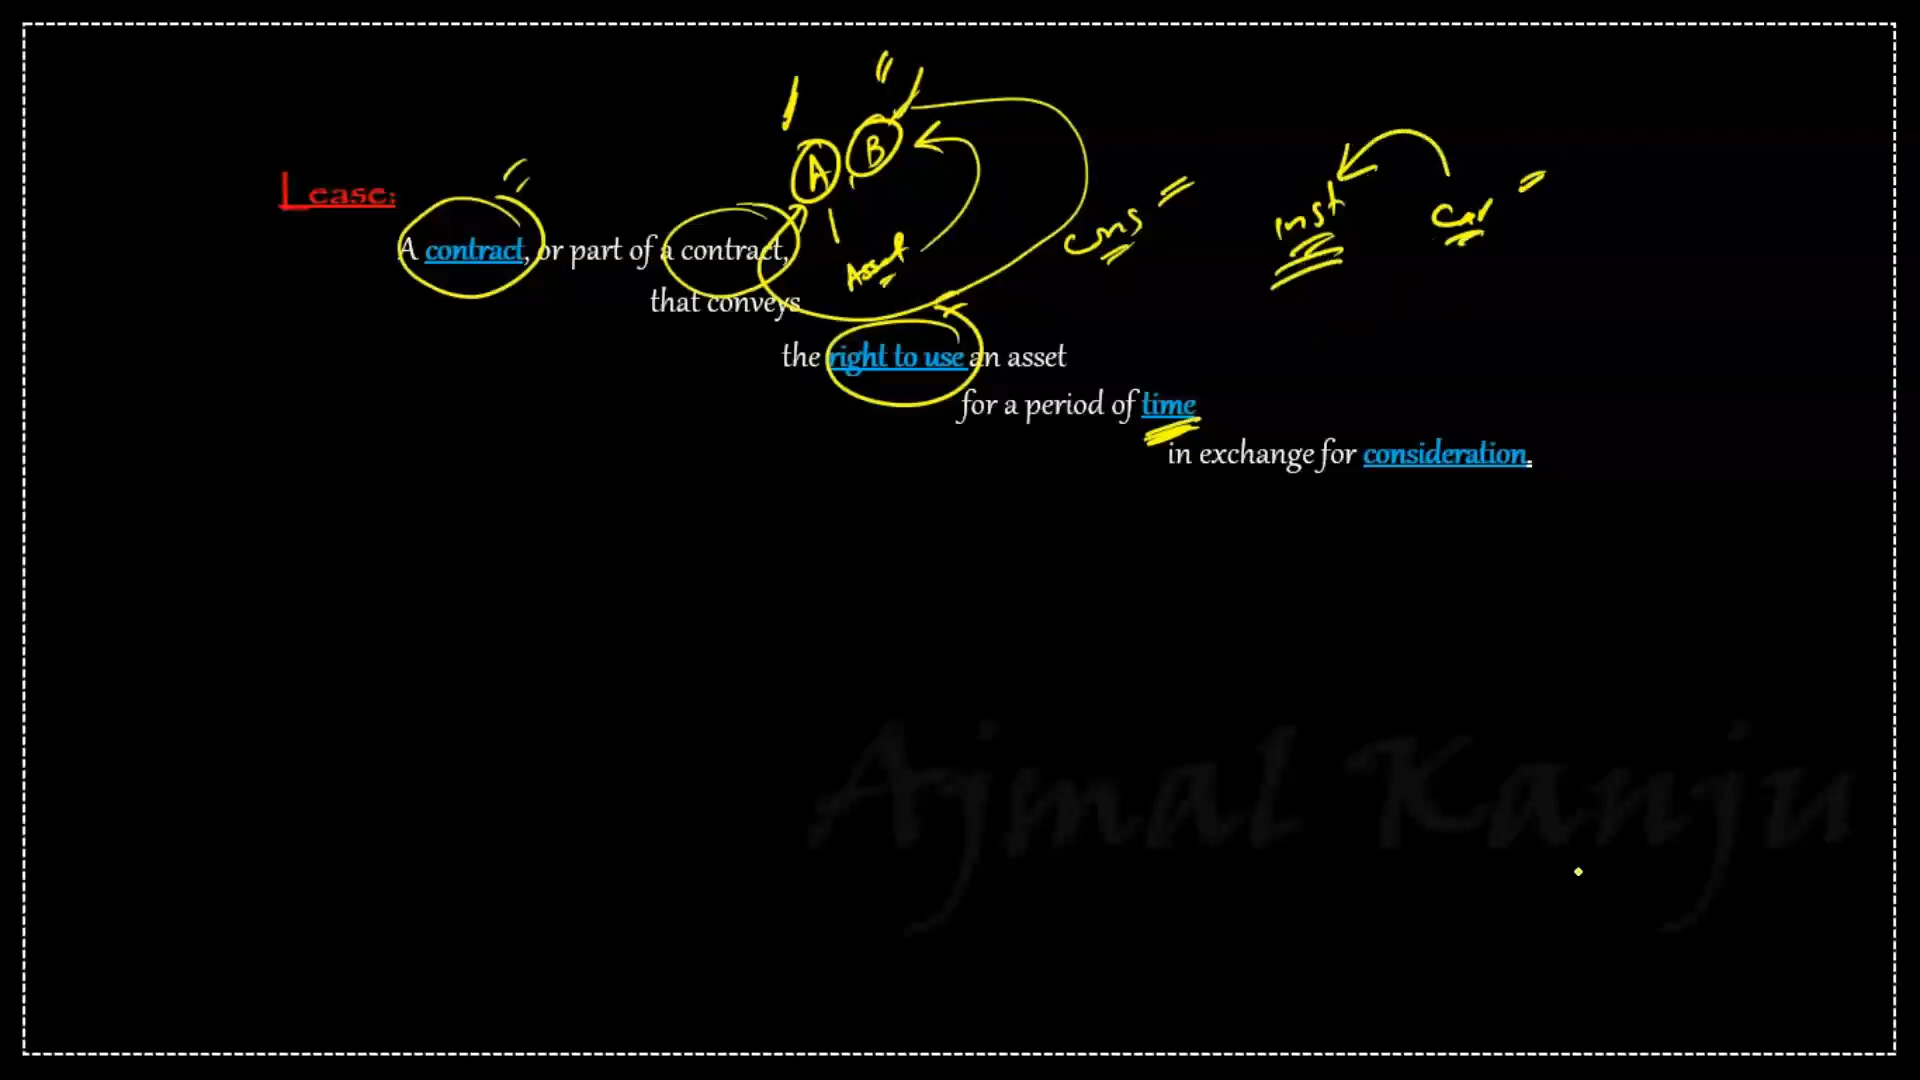 Lease:
A contract, or part of a contract,
that conveys
the right to use an asset
for a period of time
in exchange for consideration.
A B
Asset
Cons
inst
Car
Ajmal Kanju